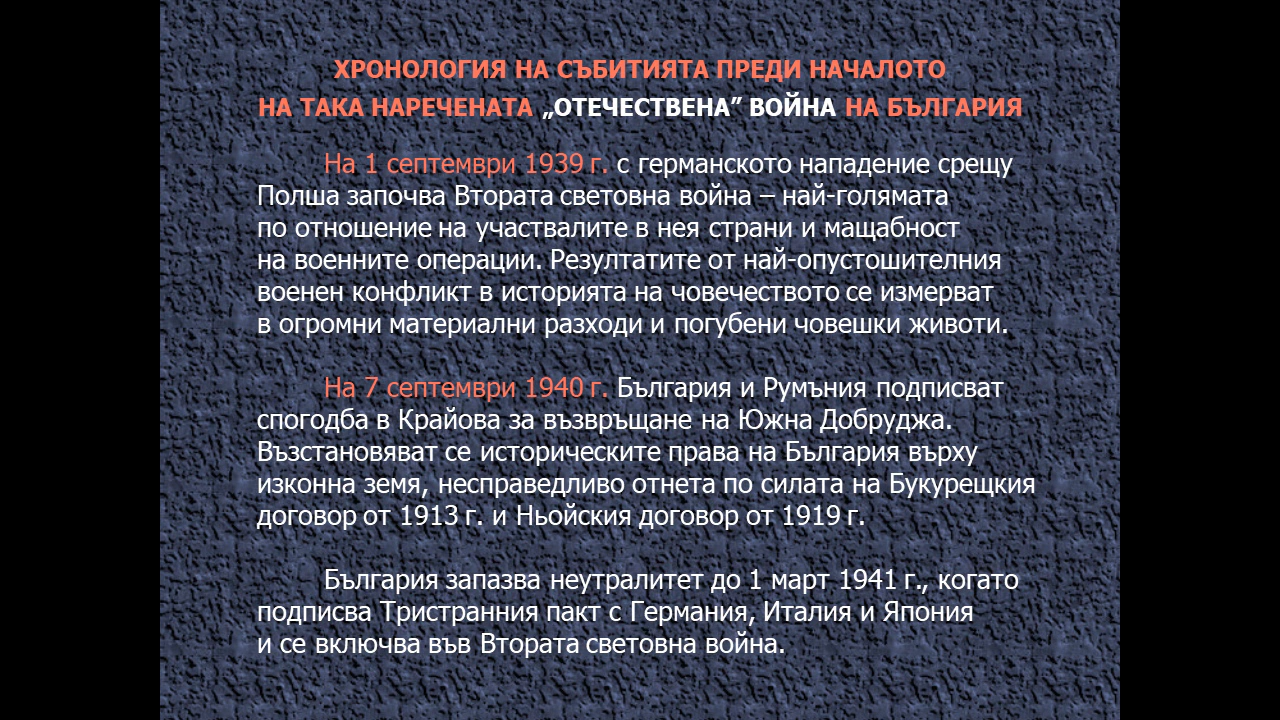 ХРОНОЛОГИЯ НА СЪБИТИЯТА ПРЕДИ НАЧАЛОТО
НА ТАКА НАРЕЧЕНАТА „ОТЕЧЕСТВЕНА” ВОЙНА НА БЪЛГАРИЯ
На 1 септември 1939 г. с германското нападение срещу
Полша започва Втората световна война – най-голямата
по отношение на участвалите в нея страни и мащабност
на военните операции. Резултатите от най-опустошителния
военен конфликт в историята на човечеството се измерват
в огромни материални разходи и погубени човешки животи.
На 7 септември 1940 г. България и Румъния подписват
спогодба в Крайова за възвръщане на Южна Добруджа.
Възстановяват се историческите права на България върху
изконна земя, несправедливо отнета по силата на Букурещкия
договор от 1913 г. и Ньойския договор от 1919 г.
България запазва неутралитет до 1 март 1941 г., когато
подписва Тристранния пакт с Германия, Италия и Япония
и се включва във Втората световна война.